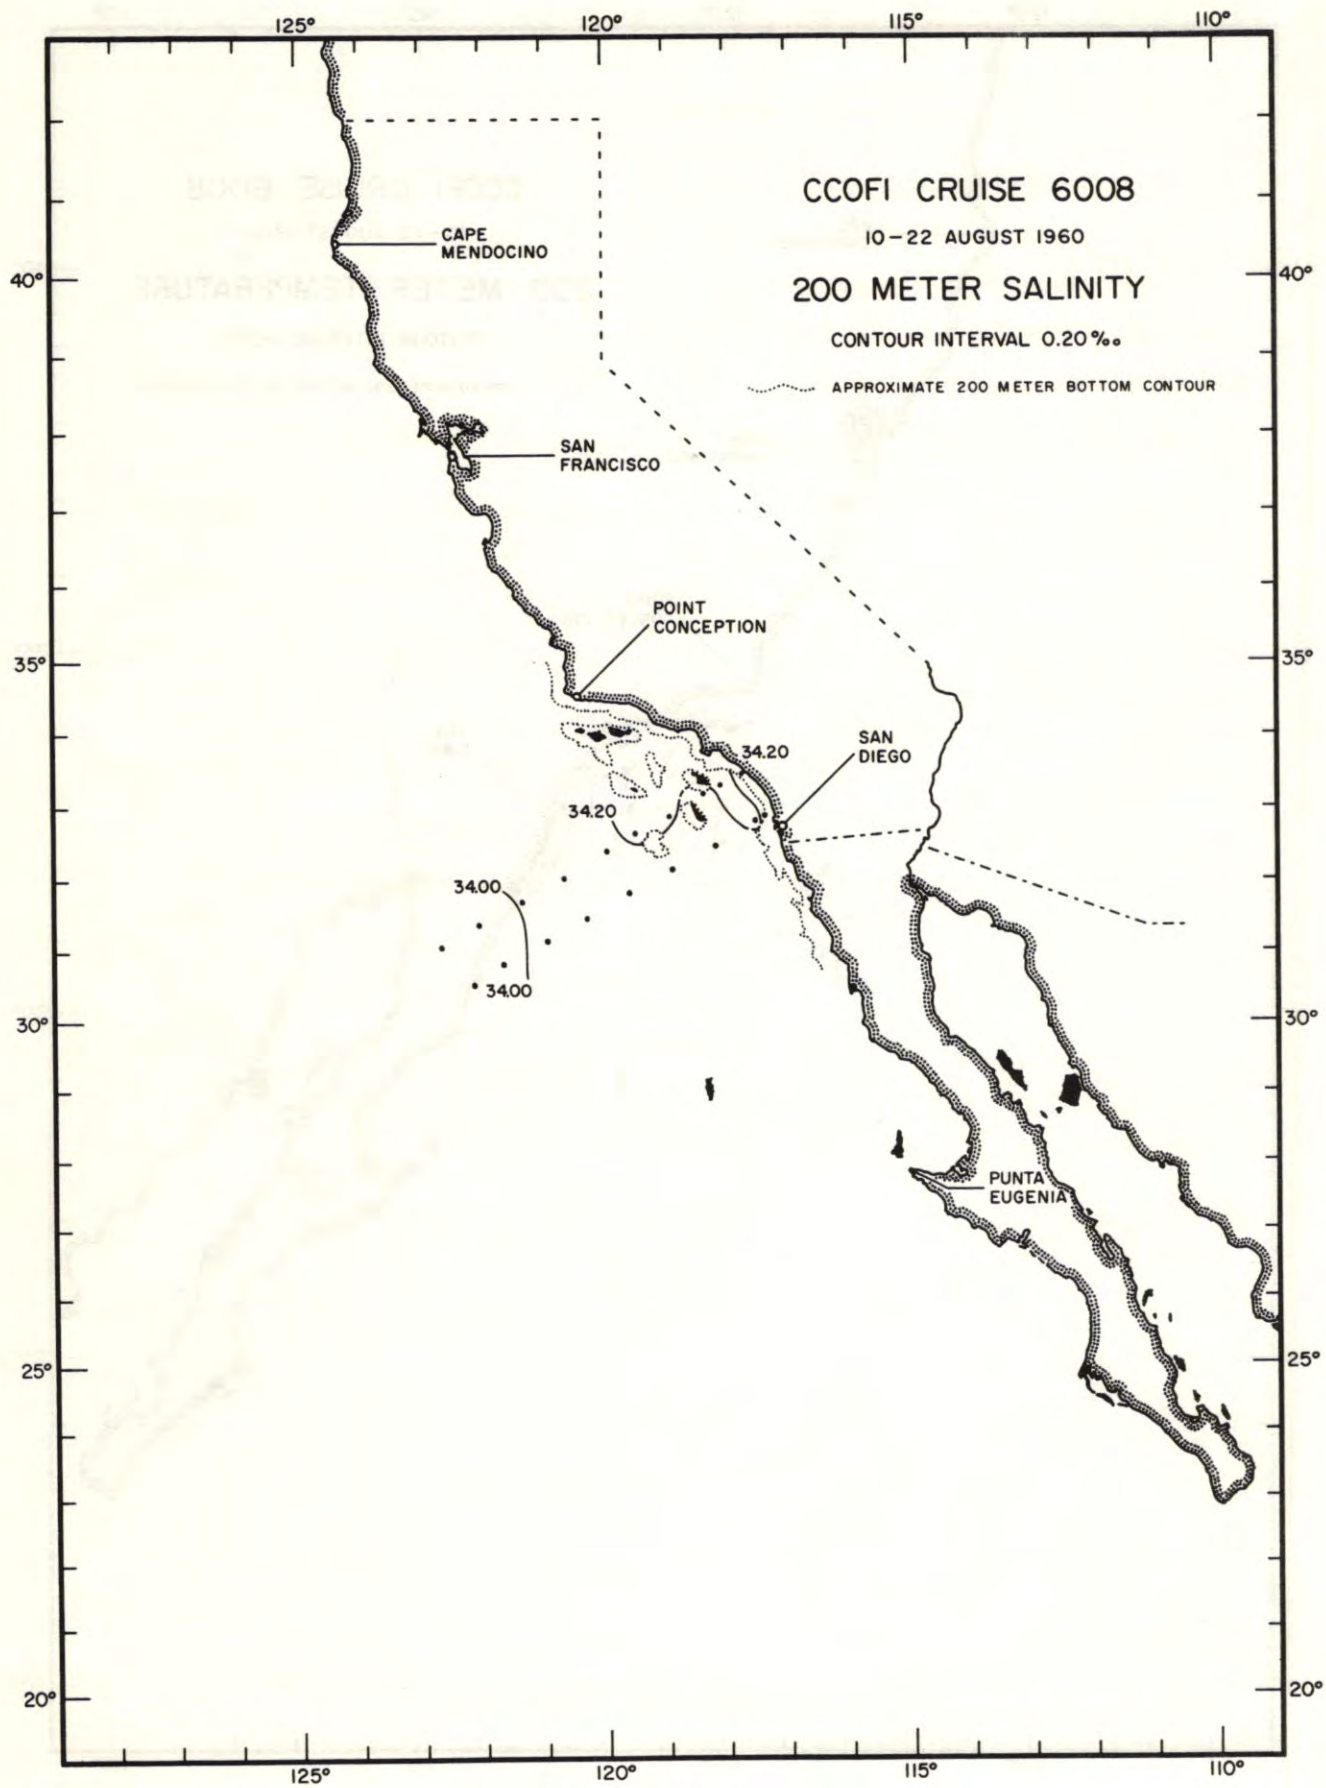 125° 120° 115° 110°
CCOFI CRUISE 6008
10-22 AUGUST 1960
200 METER SALINITY
CONTOUR INTERVAL 0.20‰
APPROXIMATE 200 METER BOTTOM CONTOUR
CAPE
MENDOCINO
40° 40°
SAN
FRANCISCO
POINT
CONCEPTION
35° 35°
SAN
DIEGO
34.20
34.20
34.00
34.00
30° 30°
PUNTA
EUGENIA
25° 25°
20° 20°
125° 120° 115° 110°